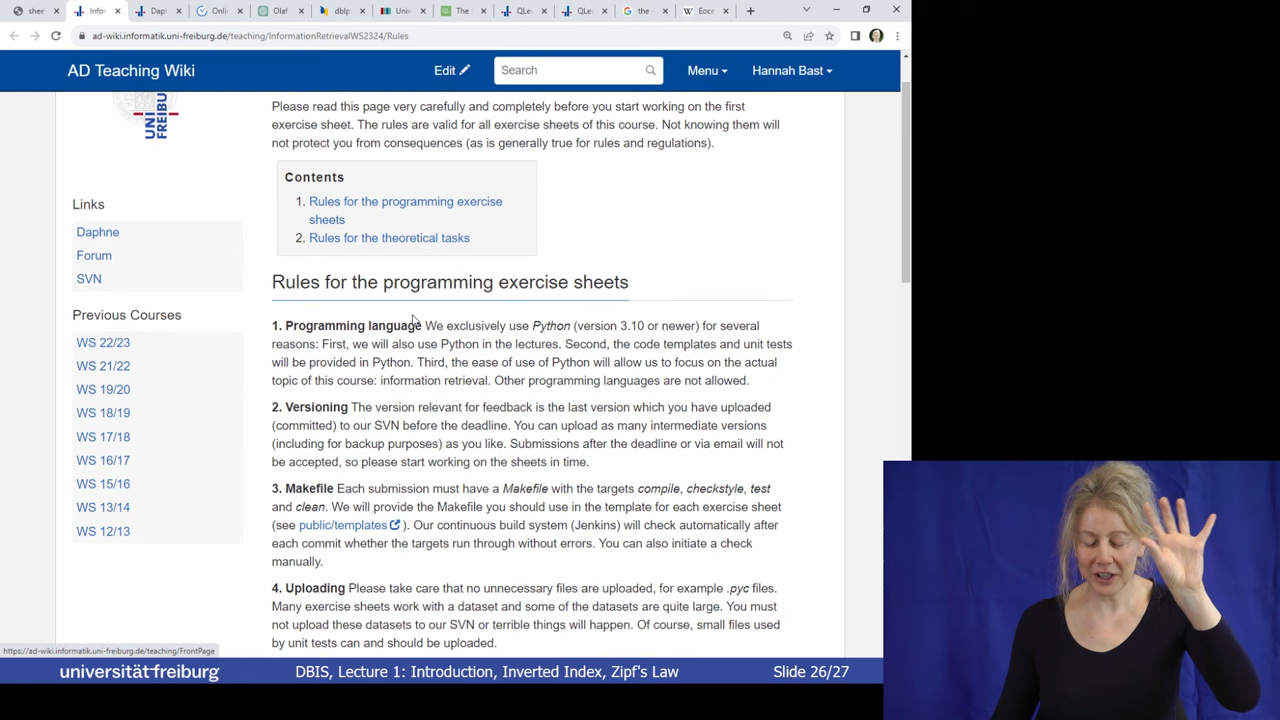 shee
Infor
Dap
Onlin
Olaf
dblp
Univ
The
QLe
QLe
the
Eoce
ad-wiki.informatik.uni-freiburg.de/teaching/InformationRetrievalWS2324/Rules
AD Teaching Wiki
Edit
Search
Menu
Hannah Bast
UNI
FREIBURG
Please read this page very carefully and completely before you start working on the first
exercise sheet. The rules are valid for all exercise sheets of this course. Not knowing them will
not protect you from consequences (as is generally true for rules and regulations).
Contents
1. Rules for the programming exercise
sheets
2. Rules for the theoretical tasks
Links
Daphne
Forum
SVN
Previous Courses
WS 22/23
WS 21/22
WS 19/20
WS 18/19
WS 17/18
WS 16/17
WS 15/16
WS 13/14
WS 12/13
Rules for the programming exercise sheets
1. Programming language We exclusively use Python (version 3.10 or newer) for several
reasons: First, we will also use Python in the lectures. Second, the code templates and unit tests
will be provided in Python. Third, the ease of use of Python will allow us to focus on the actual
topic of this course: information retrieval. Other programming languages are not allowed.
2. Versioning The version relevant for feedback is the last version which you have uploaded
(committed) to our SVN before the deadline. You can upload as many intermediate versions
(including for backup purposes) as you like. Submissions after the deadline or via email will not
be accepted, so please start working on the sheets in time.
3. Makefile Each submission must have a Makefile with the targets compile, checkstyle, test
and clean. We will provide the Makefile you should use in the template for each exercise sheet
(see public/templates ). Our continuous build system (Jenkins) will check automatically after
each commit whether the targets run through without errors. You can also initiate a check
manually.
4. Uploading Please take care that no unnecessary files are uploaded, for example .pyc files.
Many exercise sheets work with a dataset and some of the datasets are quite large. You must
not upload these datasets to our SVN or terrible things will happen. Of course, small files used
by unit tests can and should be uploaded.
https://ad-wiki.informatik.uni-freiburg.de/teaching/FrontPage
universität freiburg
DBIS, Lecture 1: Introduction, Inverted Index, Zipf's Law
Slide 26/27